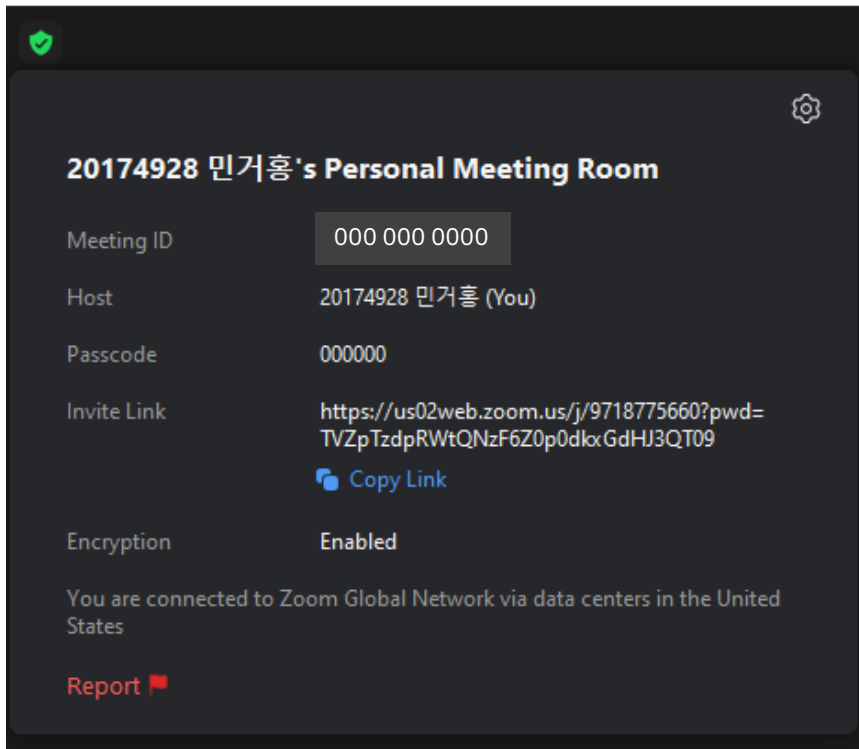 20174928 민거홍's Personal Meeting Room
Meeting ID 000 000 0000
Host 20174928 민거홍 (You)
Passcode 000000
Invite Link https://us02web.zoom.us/j/9718775660?pwd=
TVZpTzdpRWtQNzF6Z0p0dkxGdHJ3QT09
Copy Link
Encryption Enabled
You are connected to Zoom Global Network via data centers in the United
States
Report